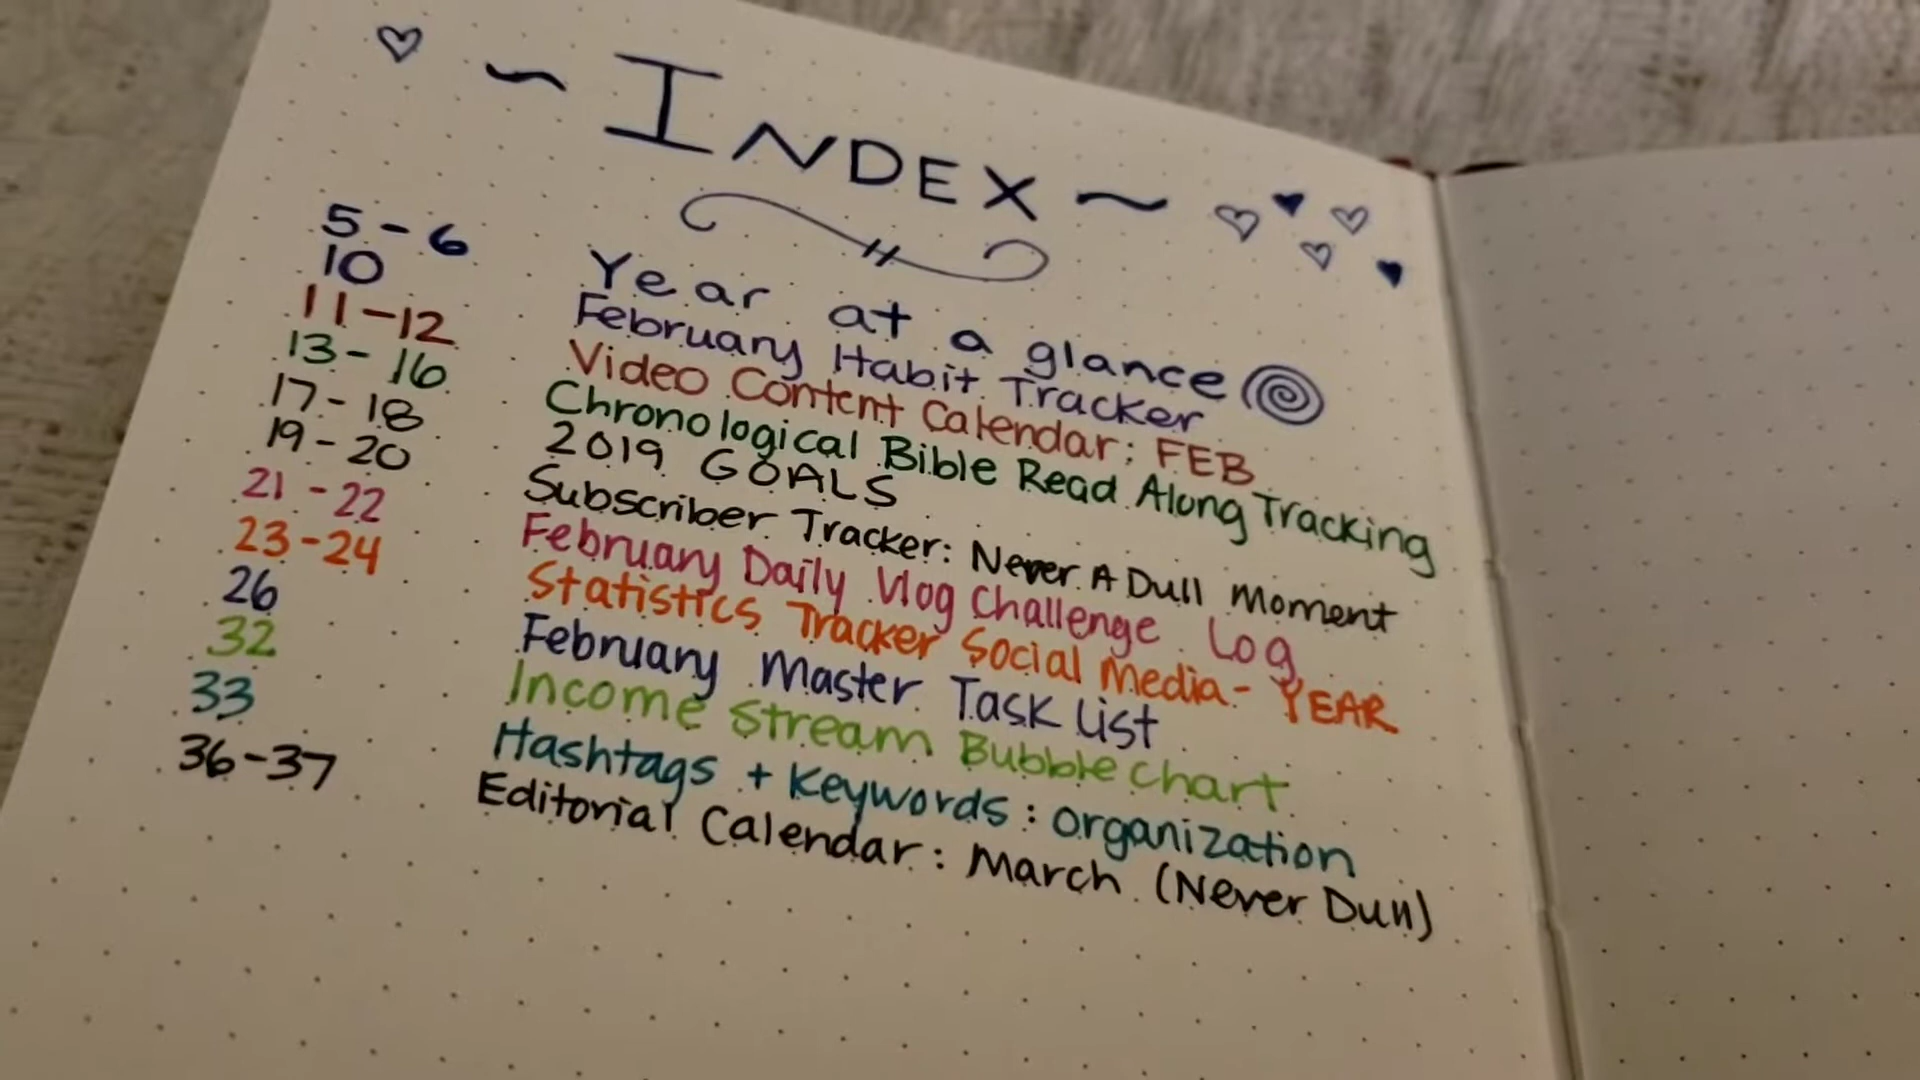 ~ INDEX ~
5-6 Year at a glance
10 February Habit Tracker
11-12 Video Content Calendar: FEB
13-16 Chronological Bible Read Along Tracking
17-18 2019 GOALS
19-20 Subscriber Tracker: Never A Dull Moment
21-22 February Daily Vlog Challenge Log
23-24 Statistics Tracker Social Media- YEAR
26 February Master Task List
32 Income Stream Bubble Chart
33 Hashtags + Keywords: organization
36-37 Editorial Calendar: March (Never Dull)